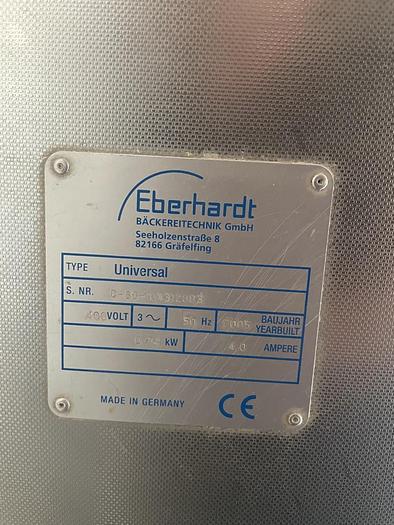 Eberhardt
BÄCKEREITECHNIK GmbH
Seeholzenstraße 8
82166 Gräfelfing
TYPE Universal
S. NR.
400 VOLT 3~ 50 Hz 2005 BAUJAHR YEARBUILT
kW 4.0 AMPERE
MADE IN GERMANY CE